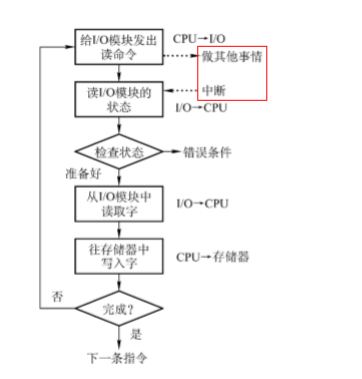 给I/O模块发出
读命令
CPU→I/O
做其他事情
读I/O模块的
状态
中断
I/O→CPU
检查状态
错误条件
准备好
从I/O模块中
读取字
I/O→CPU
往存储器中
写入字
CPU→存储器
否
完成?
是
下一条指令